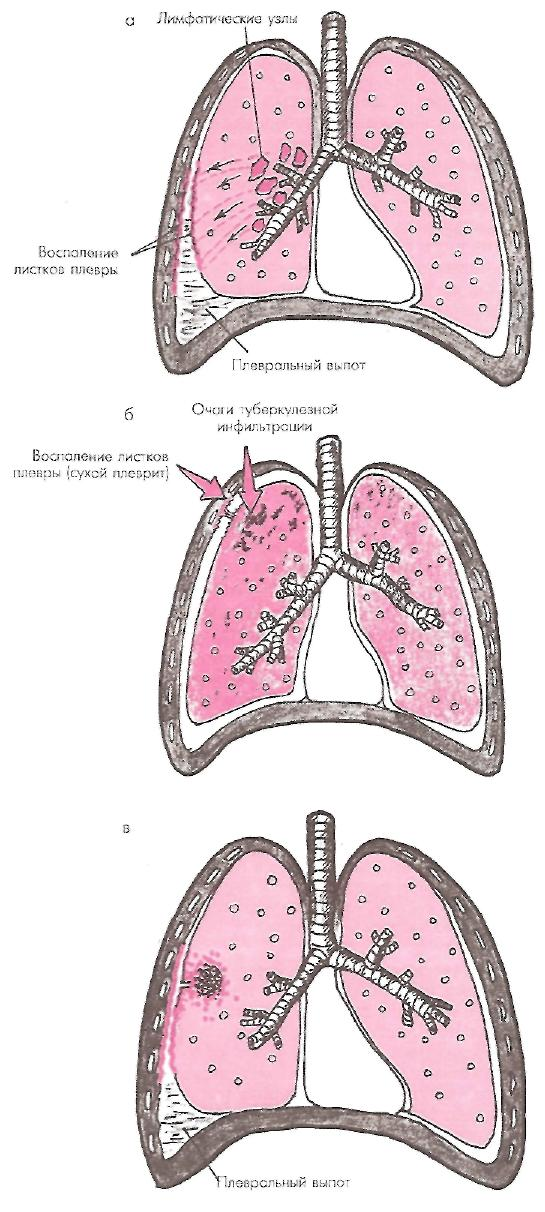 а
Лимфатические узлы
Воспаление
листков плевры
Плевральный выпот
б
Очаги туберкулезной
инфильтрации
Воспаление листков
плевры (сухой плеврит)
в
Плевральный выпот